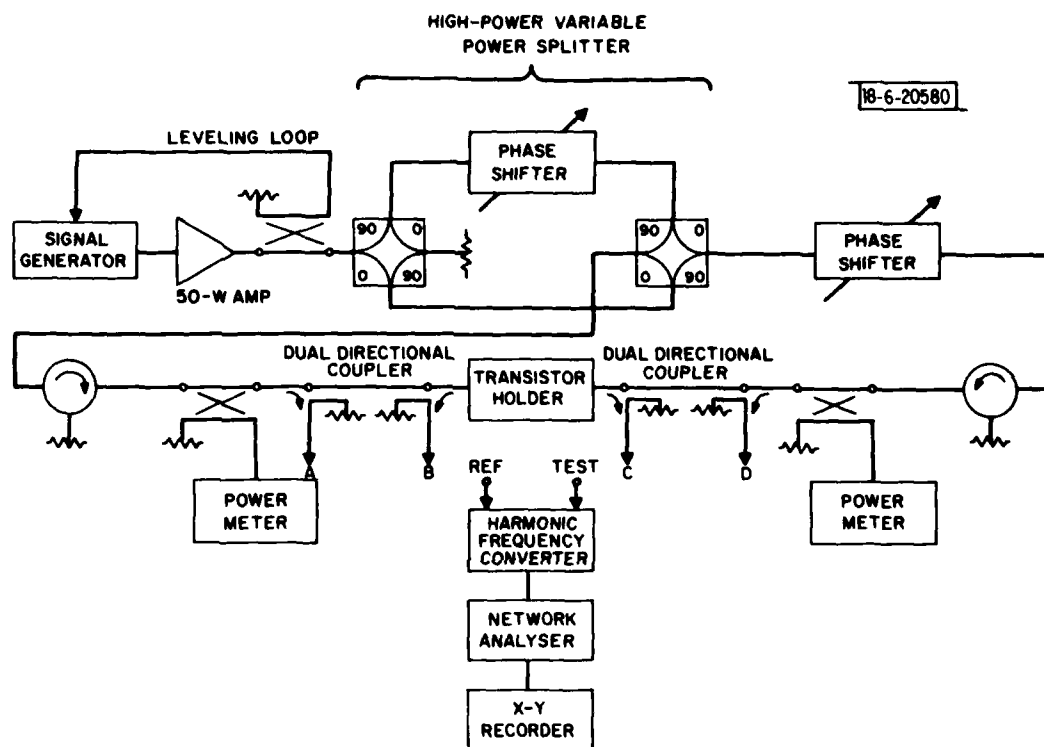 HIGH-POWER VARIABLE
POWER SPLITTER
18-6-20580
LEVELING LOOP
PHASE
SHIFTER
SIGNAL
GENERATOR
50-W AMP
90 0
0 90
90 0
0 90
PHASE
SHIFTER
DUAL DIRECTIONAL
COUPLER
TRANSISTOR
HOLDER
DUAL DIRECTIONAL
COUPLER
A
B
REF
TEST
C
D
POWER
METER
HARMONIC
FREQUENCY
CONVERTER
POWER
METER
NETWORK
ANALYSER
X-Y
RECORDER